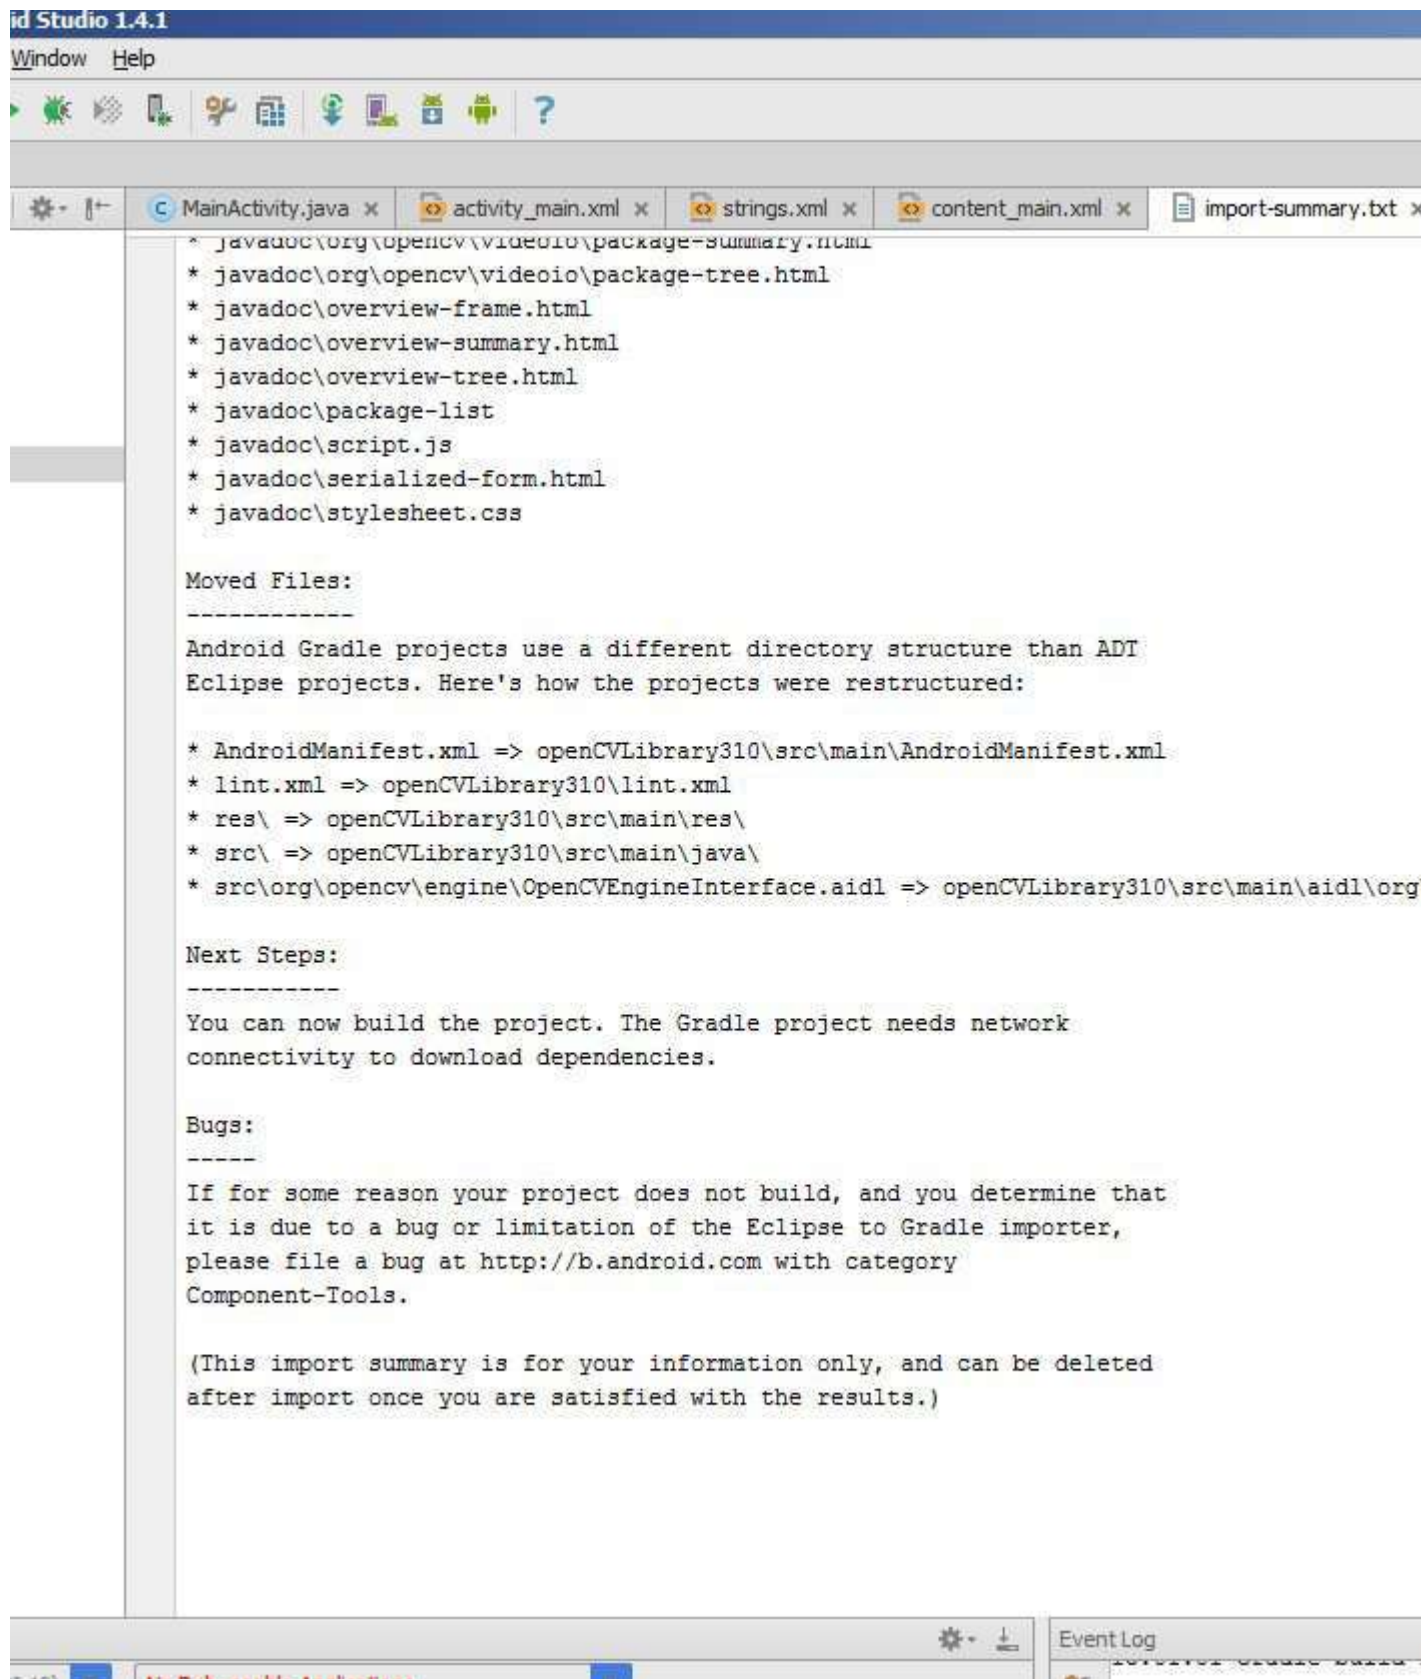 id Studio 1.4.1
Window Help
?
MainActivity.java x activity_main.xml x strings.xml x content_main.xml x import-summary.txt x
* javadoc\org\opencv\videoio\package-summary.html
* javadoc\org\opencv\videoio\package-tree.html
* javadoc\overview-frame.html
* javadoc\overview-summary.html
* javadoc\overview-tree.html
* javadoc\package-list
* javadoc\script.js
* javadoc\serialized-form.html
* javadoc\stylesheet.css
Moved Files:
------------
Android Gradle projects use a different directory structure than ADT
Eclipse projects. Here's how the projects were restructured:
* AndroidManifest.xml => openCVLibrary310\src\main\AndroidManifest.xml
* lint.xml => openCVLibrary310\lint.xml
* res\ => openCVLibrary310\src\main\res\
* src\ => openCVLibrary310\src\main\java\
* src\org\opencv\engine\OpenCVEngineInterface.aidl => openCVLibrary310\src\main\aidl\org\
Next Steps:
-----------
You can now build the project. The Gradle project needs network
connectivity to download dependencies.
Bugs:
-----
If for some reason your project does not build, and you determine that
it is due to a bug or limitation of the Eclipse to Gradle importer,
please file a bug at http://b.android.com with category
Component-Tools.
(This import summary is for your information only, and can be deleted
after import once you are satisfied with the results.)
Event Log